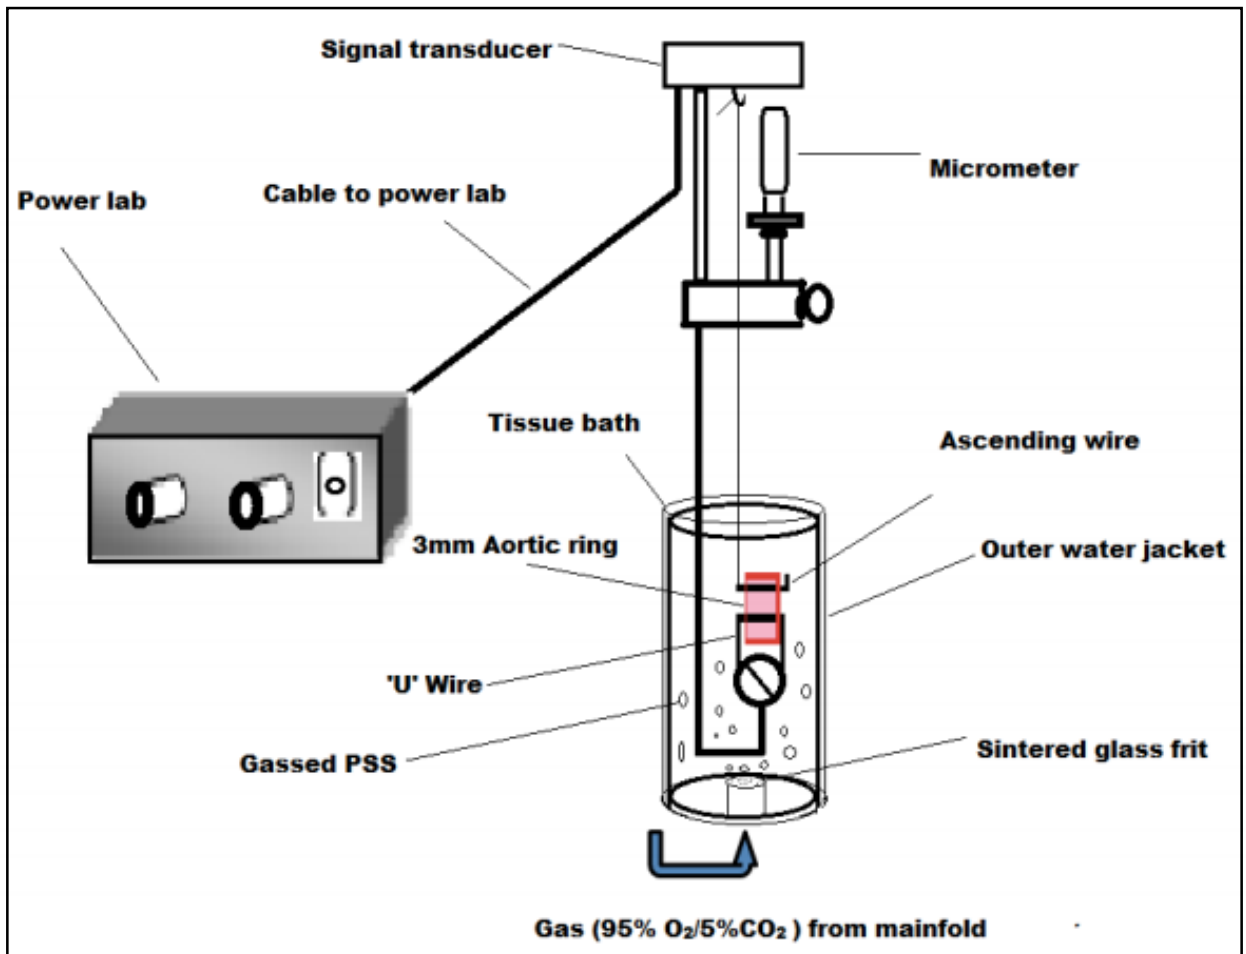 Signal transducer
Micrometer
Cable to power lab
Power lab
Tissue bath
Ascending wire
3mm Aortic ring
Outer water jacket
'U' Wire
Gassed PSS
Sintered glass frit
Gas (95% O₂/5%CO₂ ) from mainfold